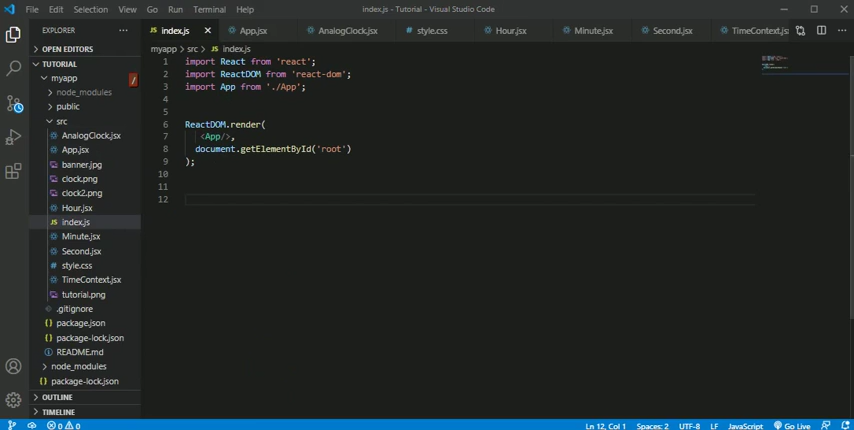 File Edit Selection View Go Run Terminal Help
index.js - Tutorial - Visual Studio Code
EXPLORER ...
OPEN EDITORS
TUTORIAL
myapp
node_modules
public
src
AnalogClock.jsx
App.jsx
banner.jpg
clock.png
clock2.png
Hour.jsx
JS index.js
Minute.jsx
Second.jsx
# style.css
TimeContext.jsx
tutorial.png
.gitignore
{} package.json
{} package-lock.json
README.md
node_modules
{} package-lock.json
OUTLINE
TIMELINE
JS index.js App.jsx AnalogClock.jsx # style.css Hour.jsx Minute.jsx Second.jsx TimeContext.jsx
myapp > src > JS index.js
1 import React from 'react';
2 import ReactDOM from 'react-dom';
3 import App from './App';
4
5
6 ReactDOM.render(
7 <App/>,
8 document.getElementById('root')
9 );
10
11
12
0 0
Ln 12, Col 1 Spaces: 2 UTF-8 LF JavaScript Go Live